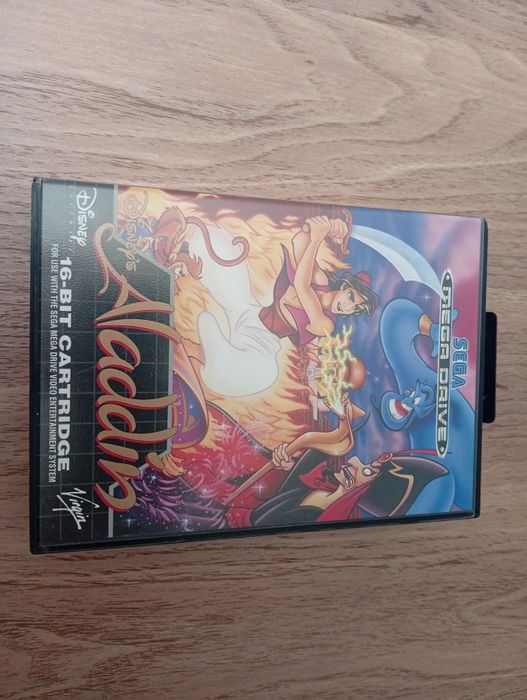 SEGA
MEGA DRIVE
DISNEY'S
Aladdin
DISNEY
16-BIT CARTRIDGE
FOR USE WITH THE SEGA MEGA DRIVE VIDEO ENTERTAINMENT SYSTEM
Virgin